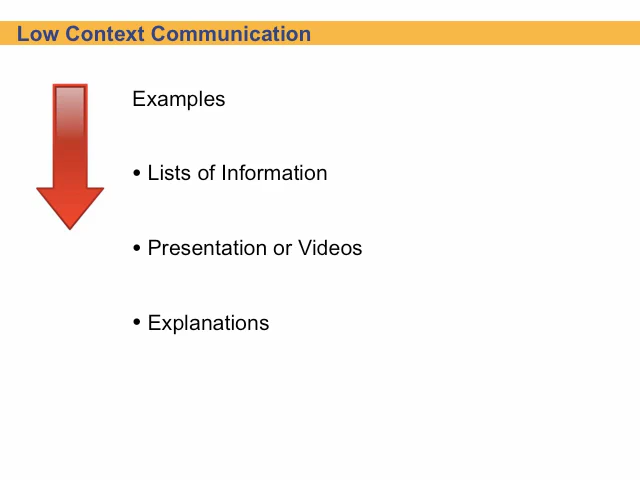 Low Context Communication
Examples
• Lists of Information
• Presentation or Videos
• Explanations